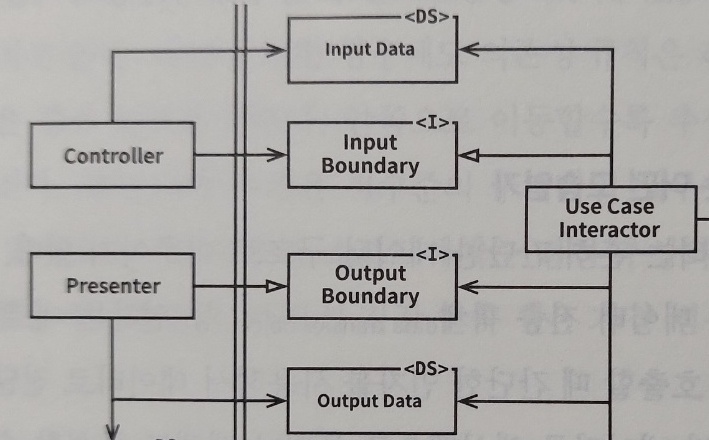 <DS>
Input Data
<I>
Input
Boundary
Controller
Use Case
Interactor
<I>
Output
Boundary
Presenter
<DS>
Output Data